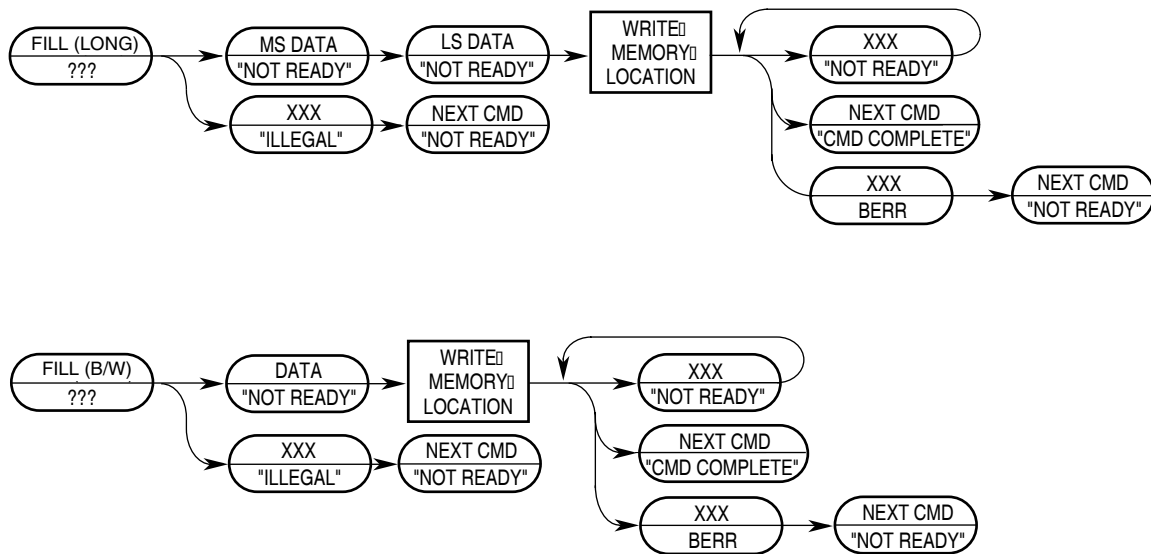 FILL (LONG)
???
MS DATA
"NOT READY"
LS DATA
"NOT READY"
WRITE▯
MEMORY▯
LOCATION
XXX
"NOT READY"
XXX
"ILLEGAL"
NEXT CMD
"NOT READY"
NEXT CMD
"CMD COMPLETE"
XXX
BERR
NEXT CMD
"NOT READY"
FILL (B/W)
???
DATA
"NOT READY"
WRITE▯
MEMORY▯
LOCATION
XXX
"NOT READY"
XXX
"ILLEGAL"
NEXT CMD
"NOT READY"
NEXT CMD
"CMD COMPLETE"
XXX
BERR
NEXT CMD
"NOT READY"